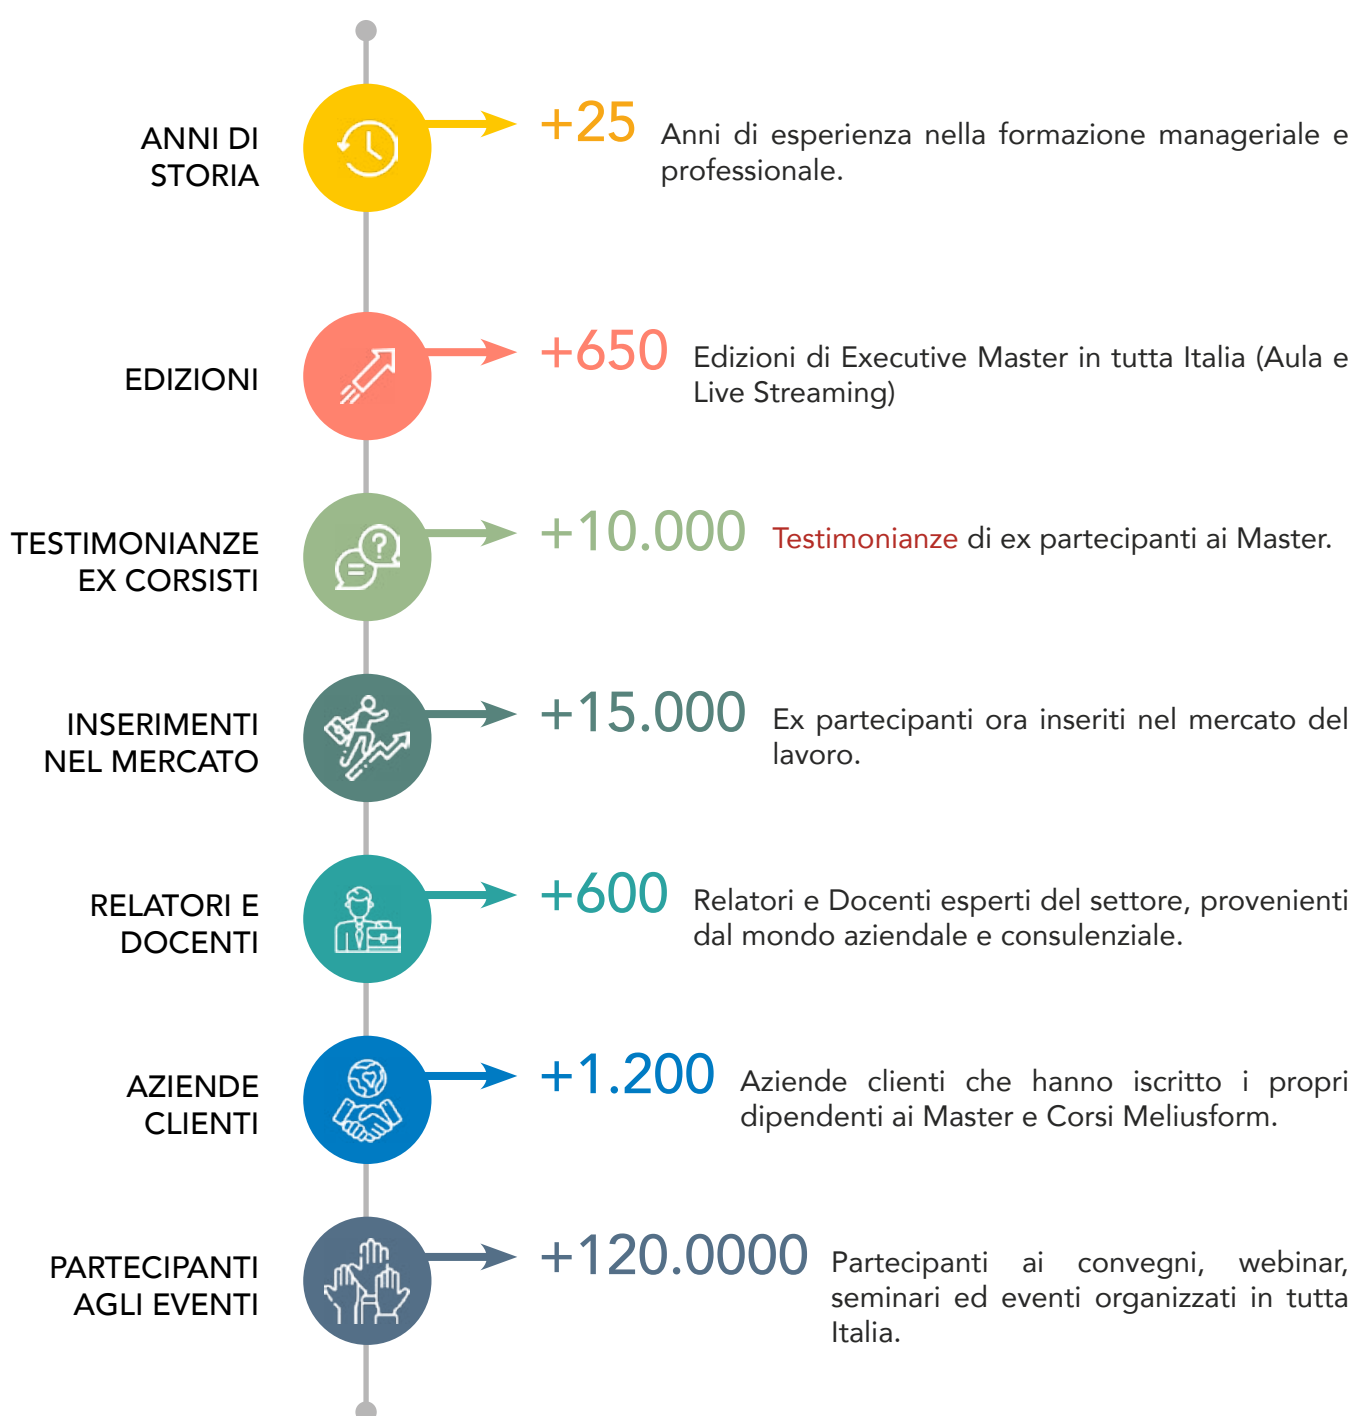 ANNI DI
STORIA
+25
Anni di esperienza nella formazione manageriale e
professionale.
EDIZIONI
+650
Edizioni di Executive Master in tutta Italia (Aula e
Live Streaming)
TESTIMONIANZE
EX CORSISTI
+10.000
Testimonianze di ex partecipanti ai Master.
INSERIMENTI
NEL MERCATO
+15.000
Ex partecipanti ora inseriti nel mercato del
lavoro.
RELATORI E
DOCENTI
+600
Relatori e Docenti esperti del settore, provenienti
dal mondo aziendale e consulenziale.
AZIENDE
CLIENTI
+1.200
Aziende clienti che hanno iscritto i propri
dipendenti ai Master e Corsi Meliusform.
PARTECIPANTI
AGLI EVENTI
+120.0000
Partecipanti ai convegni, webinar,
seminari ed eventi organizzati in tutta
Italia.